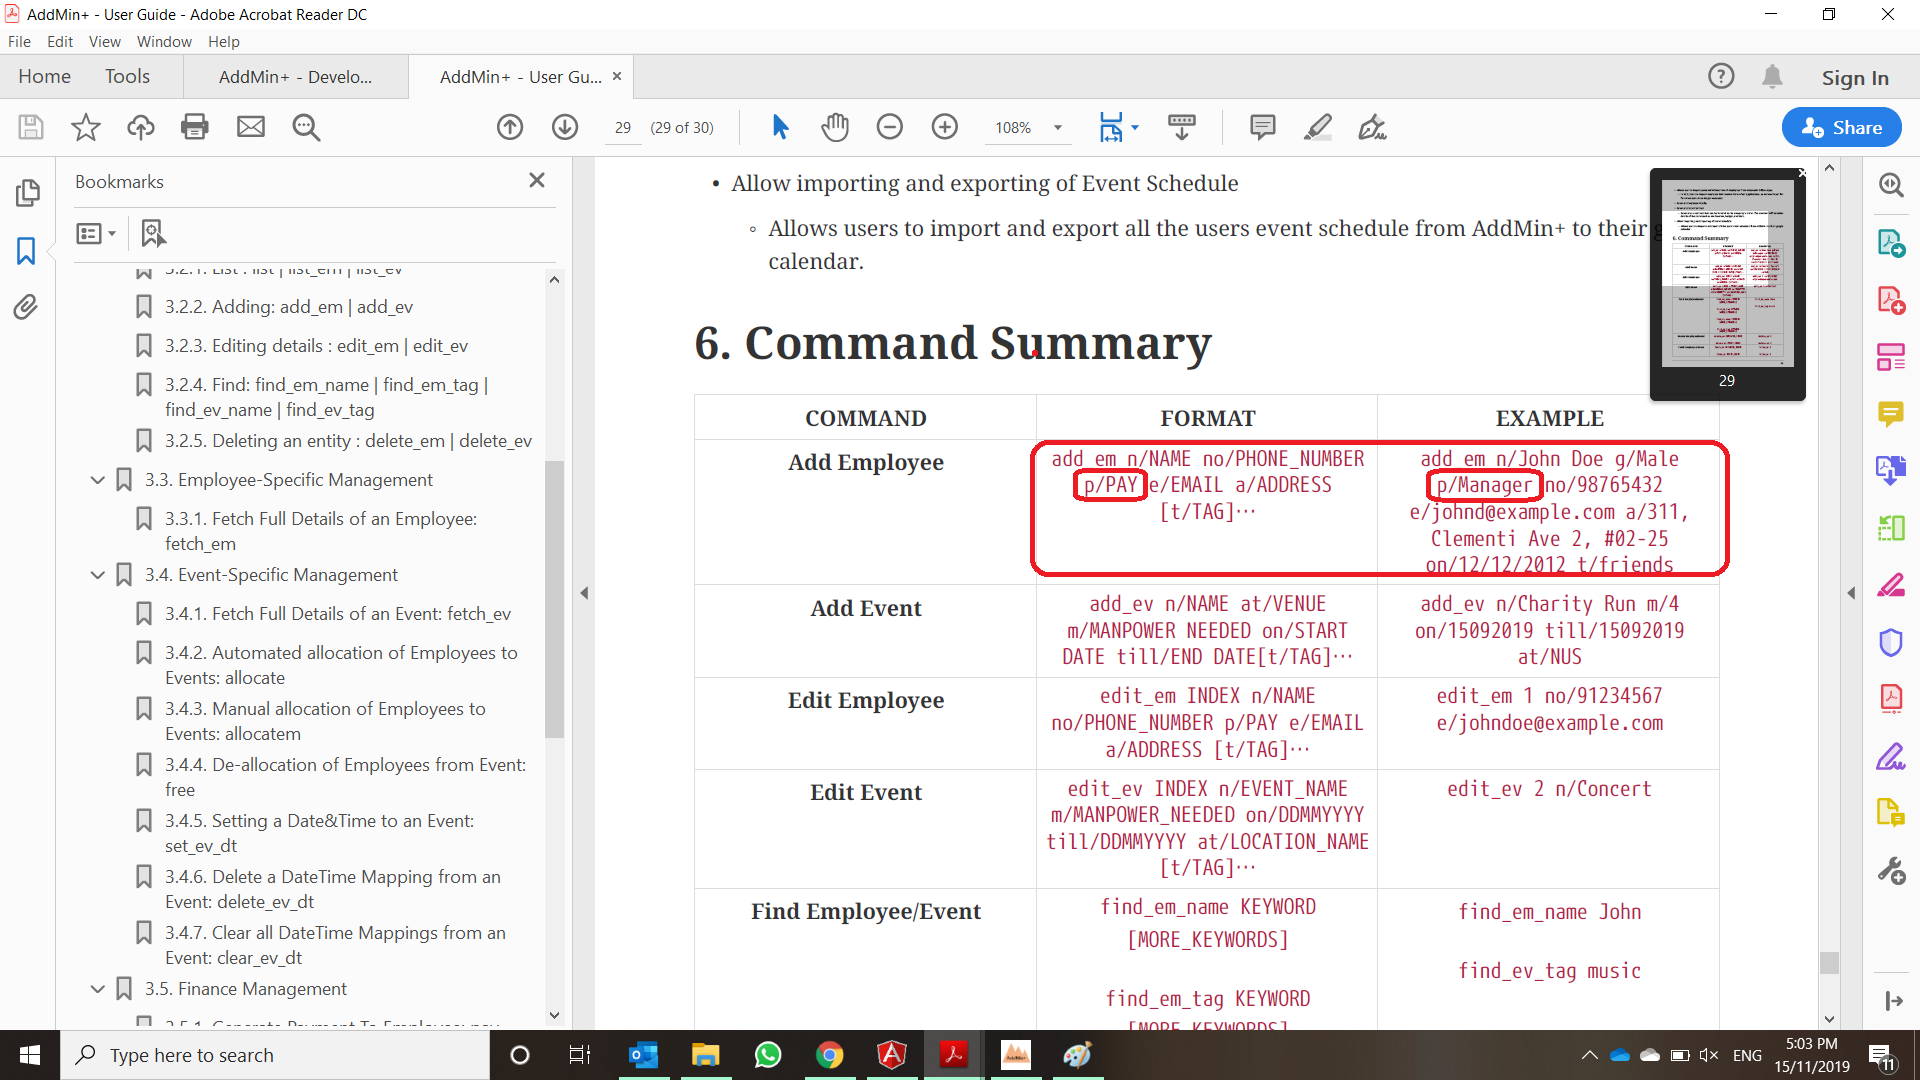 AddMin+ - User Guide - Adobe Acrobat Reader DC
File Edit View Window Help
Home Tools AddMin+ - Develo... AddMin+ - User Gu... × Sign In
29 (29 of 30) 108% Share
Bookmarks
3.2.1. List : list | list_em | list_ev
3.2.2. Adding: add_em | add_ev
3.2.3. Editing details : edit_em | edit_ev
3.2.4. Find: find_em_name | find_em_tag |
find_ev_name | find_ev_tag
3.2.5. Deleting an entity : delete_em | delete_ev
3.3. Employee-Specific Management
3.3.1. Fetch Full Details of an Employee:
fetch_em
3.4. Event-Specific Management
3.4.1. Fetch Full Details of an Event: fetch_ev
3.4.2. Automated allocation of Employees to
Events: allocate
3.4.3. Manual allocation of Employees to
Events: allocatem
3.4.4. De-allocation of Employees from Event:
free
3.4.5. Setting a Date&Time to an Event:
set_ev_dt
3.4.6. Delete a DateTime Mapping from an
Event: delete_ev_dt
3.4.7. Clear all DateTime Mappings from an
Event: clear_ev_dt
3.5. Finance Management
3.5.1. Generate Payment To Employee: pay
• Allow importing and exporting of Event Schedule
◦ Allows users to import and export all the users event schedule from AddMin+ to their
calendar.
6. Command Summary
29
COMMAND FORMAT EXAMPLE
Add Employee
add_em n/NAME no/PHONE_NUMBER
p/PAY e/EMAIL a/ADDRESS
[t/TAG]…
add_em n/John Doe g/Male
p/Manager no/98765432
e/johnd@example.com a/311,
Clementi Ave 2, #02-25
on/12/12/2012 t/friends
Add Event
add_ev n/NAME at/VENUE
m/MANPOWER NEEDED on/START
DATE till/END DATE[t/TAG]…
add_ev n/Charity Run m/4
on/15092019 till/15092019
at/NUS
Edit Employee
edit_em INDEX n/NAME
no/PHONE_NUMBER p/PAY e/EMAIL
a/ADDRESS [t/TAG]…
edit_em 1 no/91234567
e/johndoe@example.com
Edit Event
edit_ev INDEX n/EVENT_NAME
m/MANPOWER_NEEDED on/DDMMYYYY
till/DDMMYYYY at/LOCATION_NAME
[t/TAG]…
edit_ev 2 n/Concert
Find Employee/Event
find_em_name KEYWORD
[MORE_KEYWORDS]
find_em_tag KEYWORD
[MORE_KEYWORDS]
find_em_name John
find_ev_tag music
Type here to search
ENG
5:03 PM
15/11/2019
11